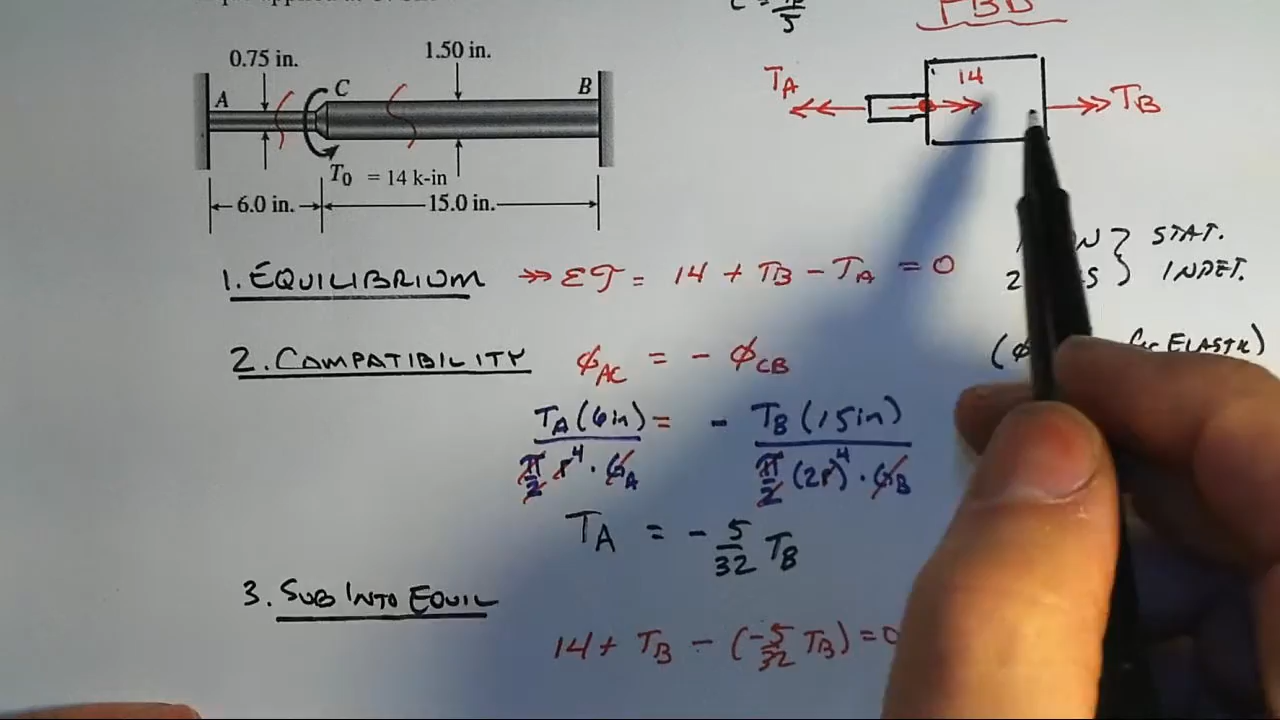 5
FBD
0.75 in.
1.50 in.
A
C
B
T0 = 14 k-in
6.0 in.
15.0 in.
TA
14
TB
1. EQUILIBRIUM ↠ ΣT = 14 + TB - TA = 0
STAT.
INDET.
2. COMPATIBILITY ϕAC = - ϕCB
TA (6in) = - TB (15in)
π/2 r⁴ · GA π/2 (2r)⁴ · GB
TA = - 5/32 TB
3. SUB INTO EQUIL
14 + TB - (-5/32 TB) = 0